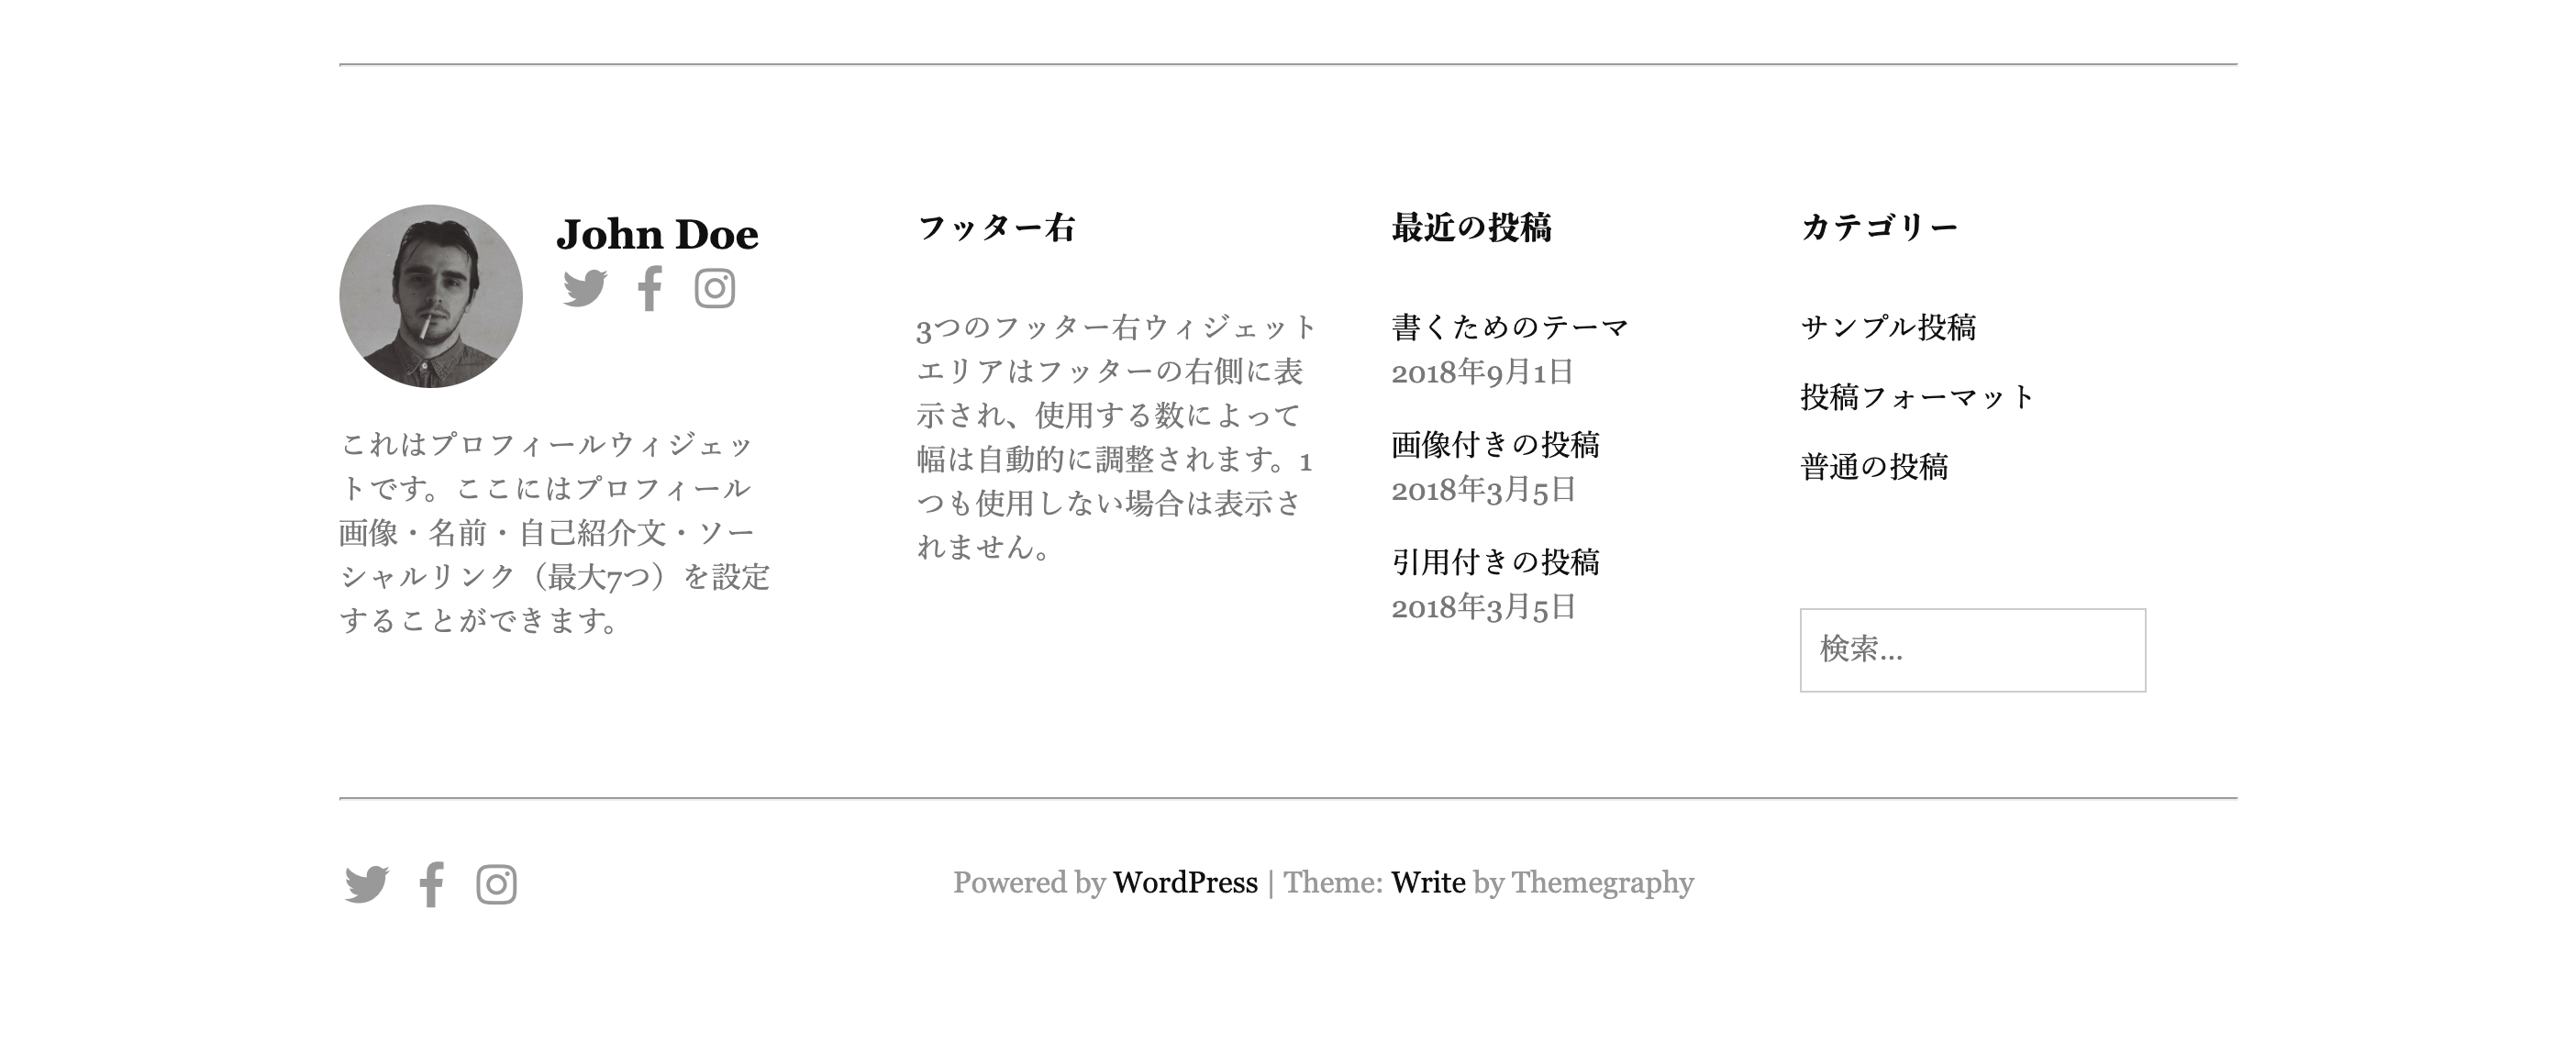 John Doe
これはプロフィールウィジェッ
トです。ここにはプロフィール
画像・名前・自己紹介文・ソー
シャルリンク（最大7つ）を設定
することができます。
フッター右
3つのフッター右ウィジェット
エリアはフッターの右側に表
示され、使用する数によって
幅は自動的に調整されます。1
つも使用しない場合は表示さ
れません。
最近の投稿
書くためのテーマ
2018年9月1日
画像付きの投稿
2018年3月5日
引用付きの投稿
2018年3月5日
カテゴリー
サンプル投稿
投稿フォーマット
普通の投稿
検索...
Powered by WordPress | Theme: Write by Themegraphy